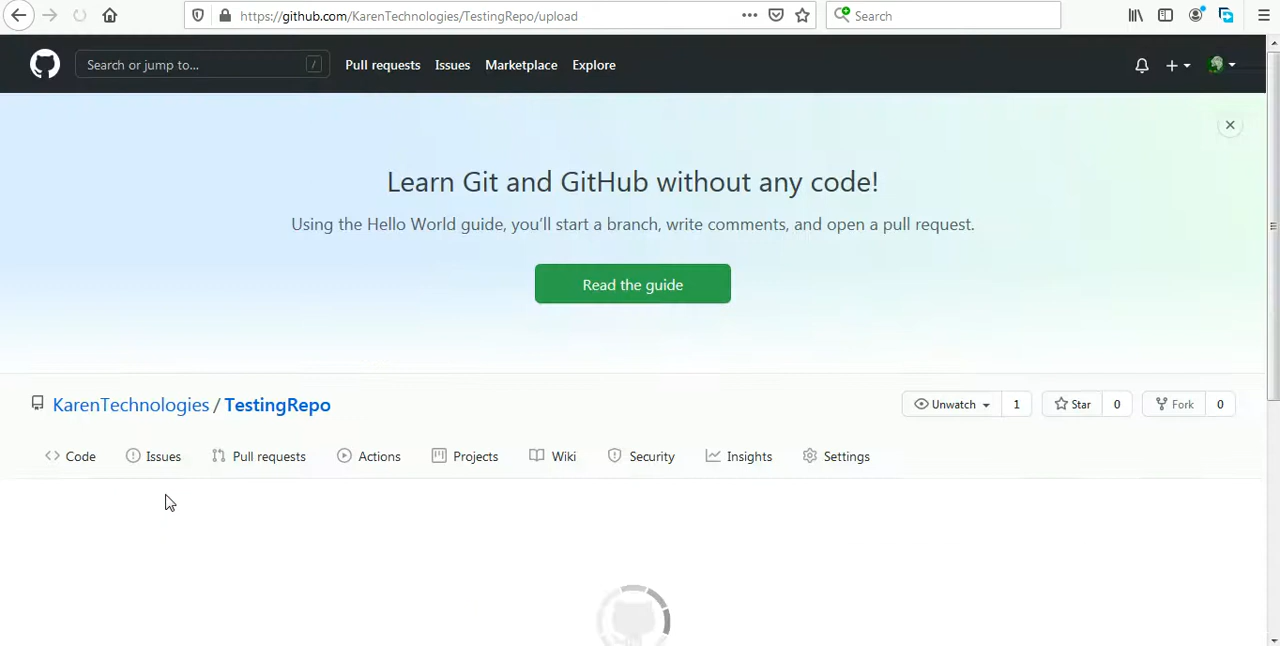 https://github.com/KarenTechnologies/TestingRepo/upload
Search
Search or jump to... /
Pull requests
Issues
Marketplace
Explore
Learn Git and GitHub without any code!
Using the Hello World guide, you’ll start a branch, write comments, and open a pull request.
Read the guide
KarenTechnologies / TestingRepo
Unwatch 1
Star 0
Fork 0
Code
Issues
Pull requests
Actions
Projects
Wiki
Security
Insights
Settings